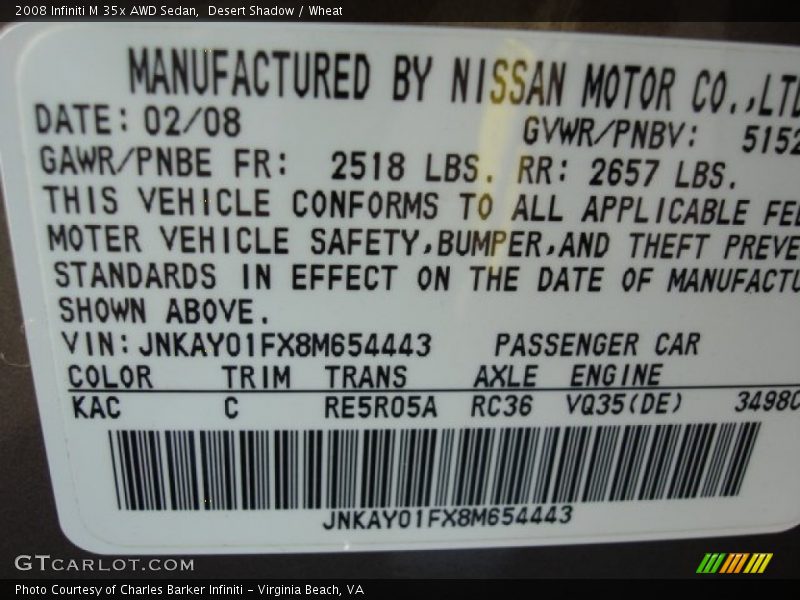 2008 Infiniti M 35x AWD Sedan, Desert Shadow / Wheat
MANUFACTURED BY NISSAN MOTOR CO.,LTD
DATE: 02/08 GVWR/PNBV: 5152
GAWR/PNBE FR: 2518 LBS. RR: 2657 LBS.
THIS VEHICLE CONFORMS TO ALL APPLICABLE FED
MOTER VEHICLE SAFETY,BUMPER,AND THEFT PREVE
STANDARDS IN EFFECT ON THE DATE OF MANUFACTU
SHOWN ABOVE.
VIN: JNKAY01FX8M654443 PASSENGER CAR
COLOR TRIM TRANS AXLE ENGINE
KAC C RE5R05A RC36 VQ35(DE) 3498C
JNKAY01FX8M654443
GTCARLOT.COM
Photo Courtesy of Charles Barker Infiniti - Virginia Beach, VA